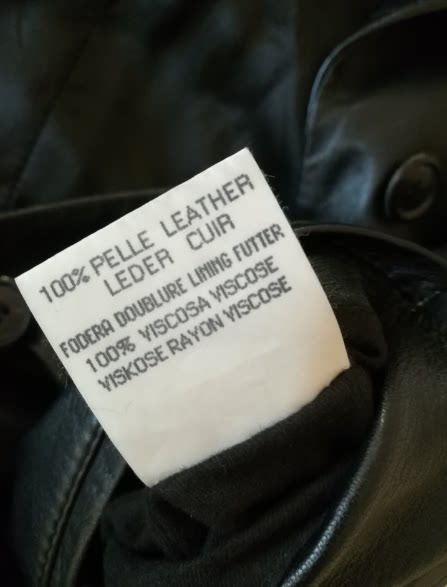 100% PELLE LEATHER
LEDER CUIR
FODERA DOUBLURE LINING FUTTER
100% VISCOSA VISCOSE
VISKOSE RAYON VISCOSE